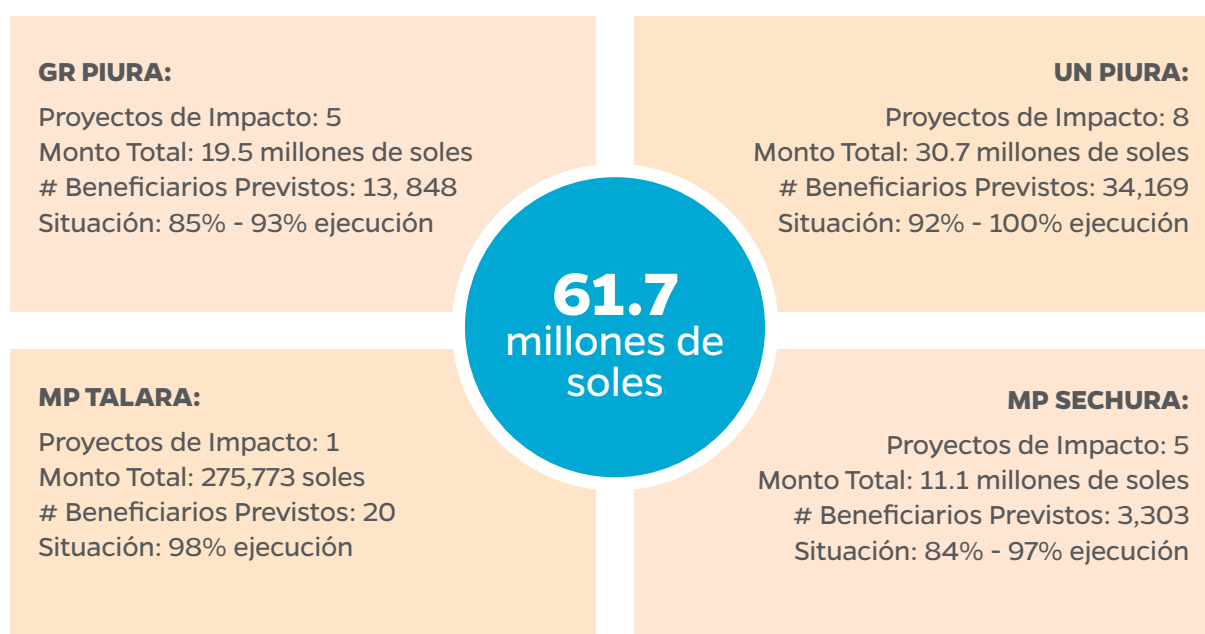 GR PIURA:
Proyectos de Impacto: 5
Monto Total: 19.5 millones de soles
# Beneficiarios Previstos: 13, 848
Situación: 85% - 93% ejecución
UN PIURA:
Proyectos de Impacto: 8
Monto Total: 30.7 millones de soles
# Beneficiarios Previstos: 34,169
Situación: 92% - 100% ejecución
61.7
millones de
soles
MP TALARA:
Proyectos de Impacto: 1
Monto Total: 275,773 soles
# Beneficiarios Previstos: 20
Situación: 98% ejecución
MP SECHURA:
Proyectos de Impacto: 5
Monto Total: 11.1 millones de soles
# Beneficiarios Previstos: 3,303
Situación: 84% - 97% ejecución